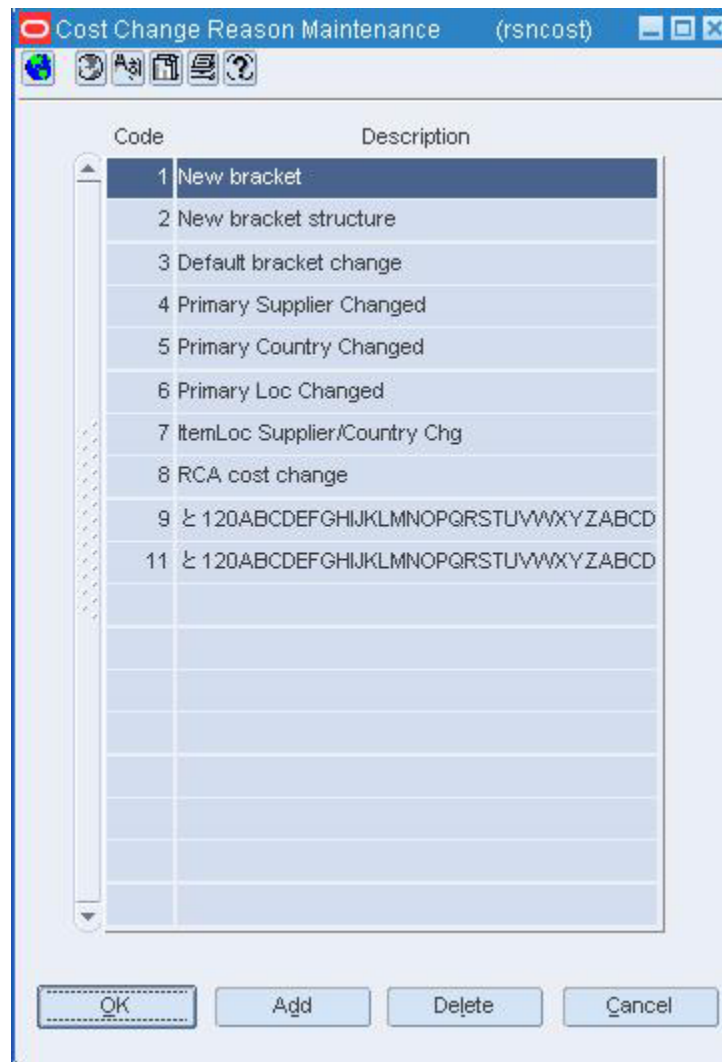 Cost Change Reason Maintenance (rsncost)
Code Description
1 New bracket
2 New bracket structure
3 Default bracket change
4 Primary Supplier Changed
5 Primary Country Changed
6 Primary Loc Changed
7 ItemLoc Supplier/Country Chg
8 RCA cost change
9 と120ABCDEFGHIJKLMNOPQRSTUVWXYZABCD
11 と120ABCDEFGHIJKLMNOPQRSTUVWXYZABCD
OK Add Delete Cancel